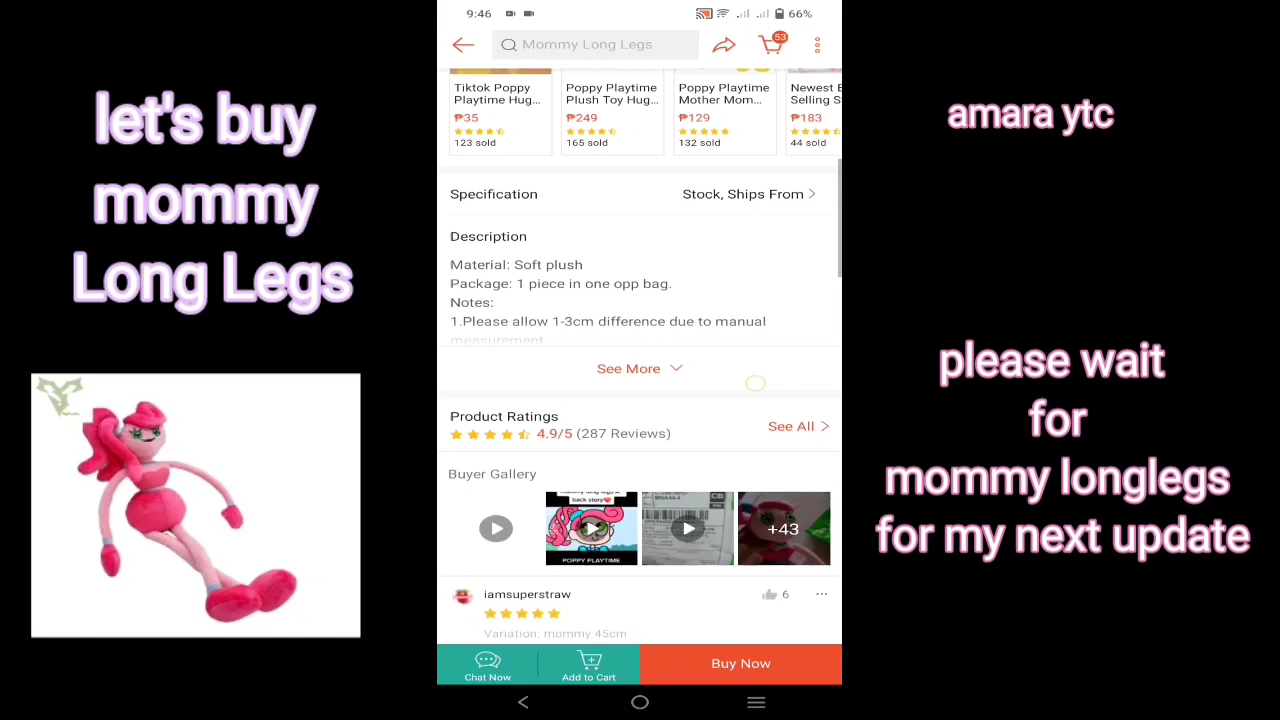 let's buy
mommy
Long Legs
9:46
66%
Mommy Long Legs
53
Tiktok Poppy
Playtime Hug...
₱35
123 sold
Poppy Playtime
Plush Toy Hug...
₱249
165 sold
Poppy Playtime
Mother Mom...
₱129
132 sold
Newest
Selling S
₱183
44 sold
Specification
Stock, Ships From
Description
Material: Soft plush
Package: 1 piece in one opp bag.
Notes:
1.Please allow 1-3cm difference due to manual
measurement
See More
Product Ratings
4.9/5 (287 Reviews)
See All
Buyer Gallery
back story
POPPY PLAYTIME
CB
+43
iamsuperstraw
6
Variation: mommy 45cm
Chat Now
Add to Cart
Buy Now
amara ytc
please wait
for
mommy longlegs
for my next update